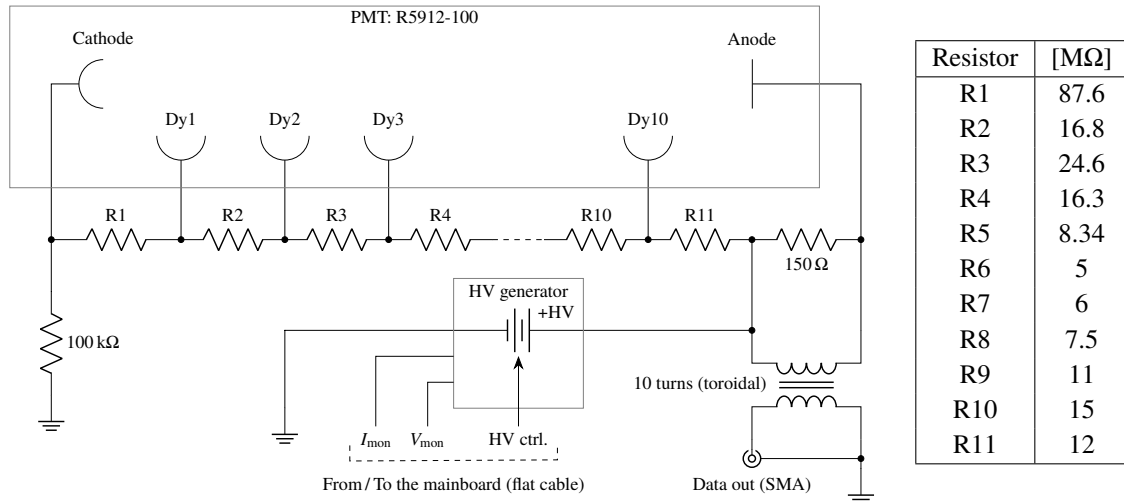 PMT: R5912-100
Cathode
Anode
Dy1
Dy2
Dy3
Dy10
R1
R2
R3
R4
R10
R11
150 Ω
100 kΩ
HV generator
+HV
10 turns (toroidal)
Imon
Vmon
HV ctrl.
From / To the mainboard (flat cable)
Data out (SMA)
Resistor [MΩ]
R1 87.6
R2 16.8
R3 24.6
R4 16.3
R5 8.34
R6 5
R7 6
R8 7.5
R9 11
R10 15
R11 12